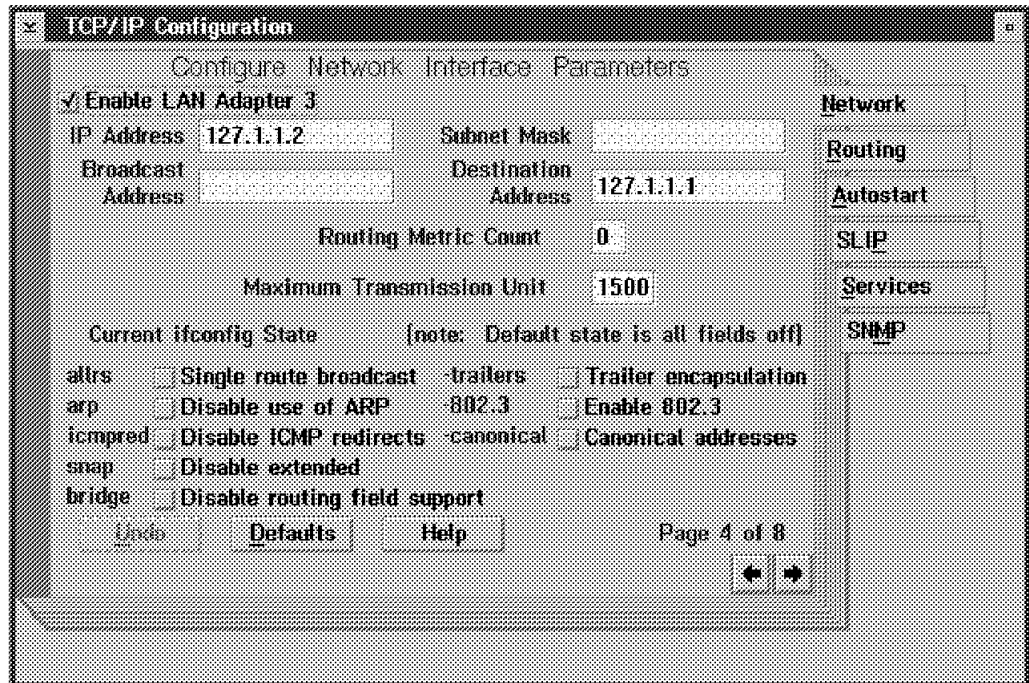 TCP/IP Configuration
Configure Network Interface Parameters
Enable LAN Adapter 3
IP Address 127.1.1.2 Subnet Mask
Broadcast Address Destination Address 127.1.1.1
Routing Metric Count 0
Maximum Transmission Unit 1500
Current ifconfig State [note: Default state is all fields off]
allrs Single route broadcast -trailers Trailer encapsulation
arp Disable use of ARP -802.3 Enable 802.3
icmpred Disable ICMP redirects -canonical Canonical addresses
snap Disable extended
bridge Disable routing field support
Undo Defaults Help Page 4 of 8
Network
Routing
Autostart
SLIP
Services
SNMP